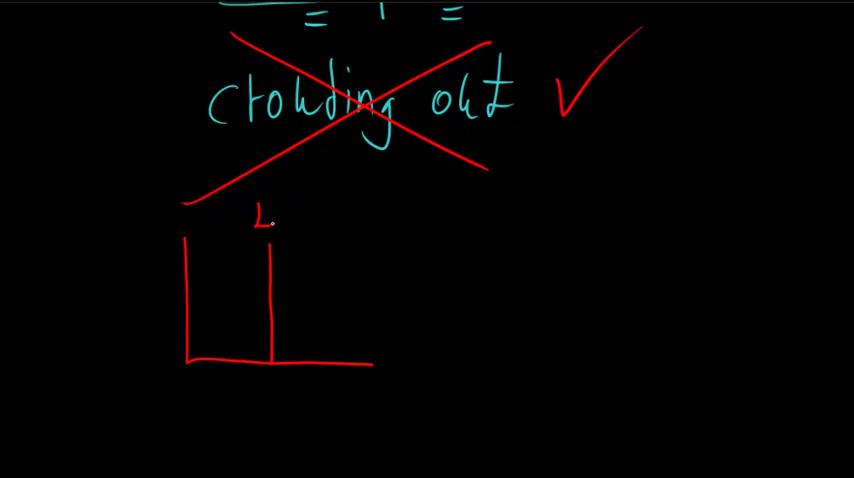 = =
crowding out
L